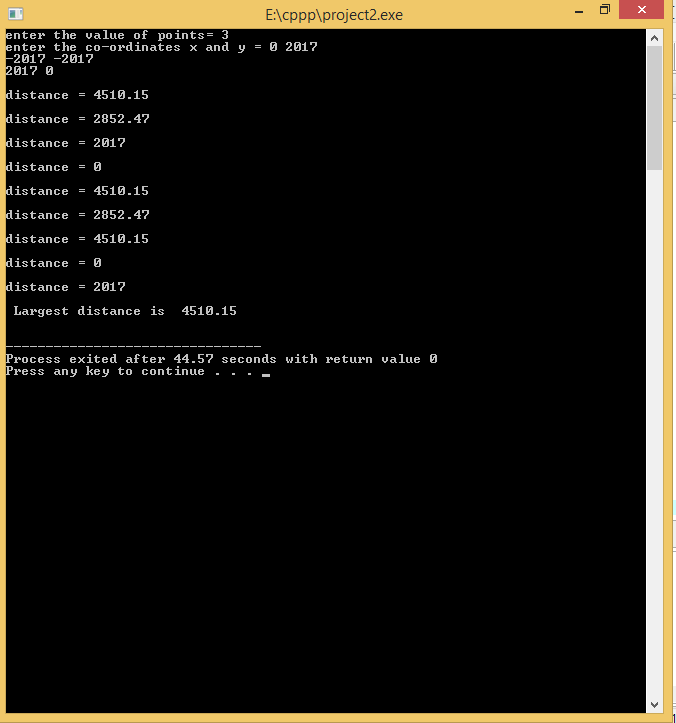 E:\cppp\project2.exe
enter the value of points= 3
enter the co-ordinates x and y = 0 2017
-2017 -2017
2017 0
distance = 4510.15
distance = 2852.47
distance = 2017
distance = 0
distance = 4510.15
distance = 2852.47
distance = 4510.15
distance = 0
distance = 2017
Largest distance is  4510.15
--------------------------------
Process exited after 44.57 seconds with return value 0
Press any key to continue . . . _